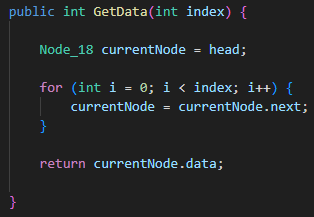 public int GetData(int index) {
Node_18 currentNode = head;
for (int i = 0; i < index; i++) {
currentNode = currentNode.next;
}
return currentNode.data;
}